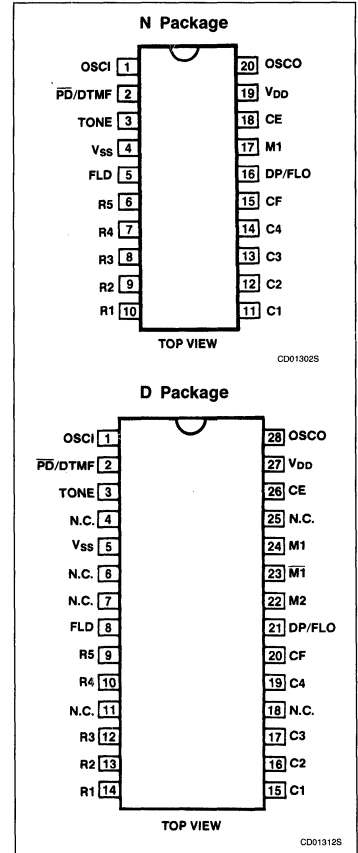 N Package
OSCI 1 20 OSCO
PD/DTMF 2 19 VDD
TONE 3 18 CE
VSS 4 17 M1
FLD 5 16 DP/FLO
R5 6 15 CF
R4 7 14 C4
R3 8 13 C3
R2 9 12 C2
R1 10 11 C1
TOP VIEW
CD01302S
D Package
OSCI 1 28 OSCO
PD/DTMF 2 27 VDD
TONE 3 26 CE
N.C. 4 25 N.C.
VSS 5 24 M1
N.C. 6 23 M1
N.C. 7 22 M2
FLD 8 21 DP/FLO
R5 9 20 CF
R4 10 19 C4
N.C. 11 18 N.C.
R3 12 17 C3
R2 13 16 C2
R1 14 15 C1
TOP VIEW
CD01312S